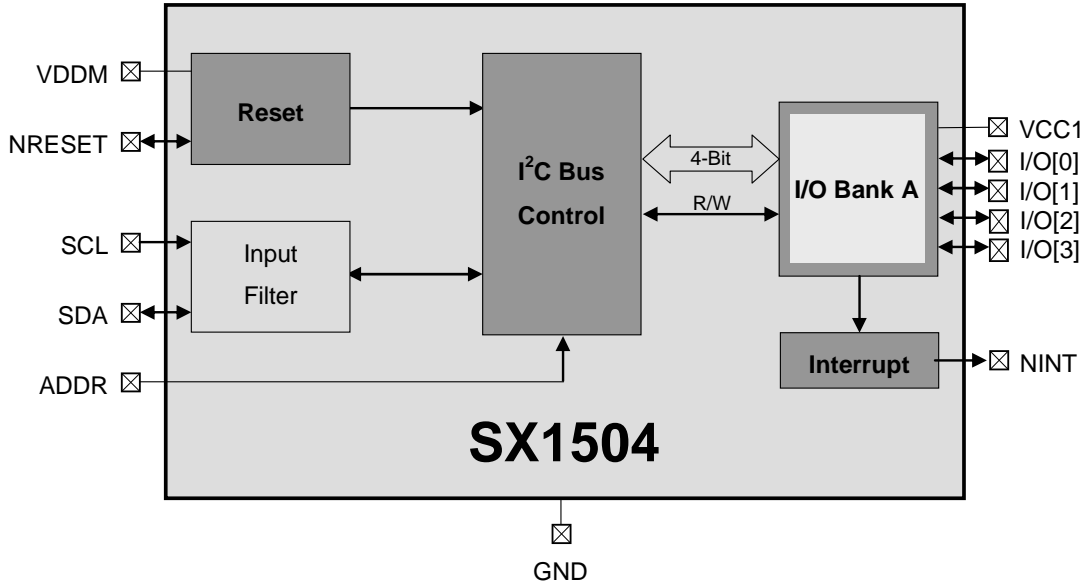 VDDM
NRESET
SCL
SDA
ADDR
Reset
Input
Filter
I²C Bus
Control
4-Bit
R/W
I/O Bank A
Interrupt
VCC1
I/O[0]
I/O[1]
I/O[2]
I/O[3]
NINT
SX1504
GND